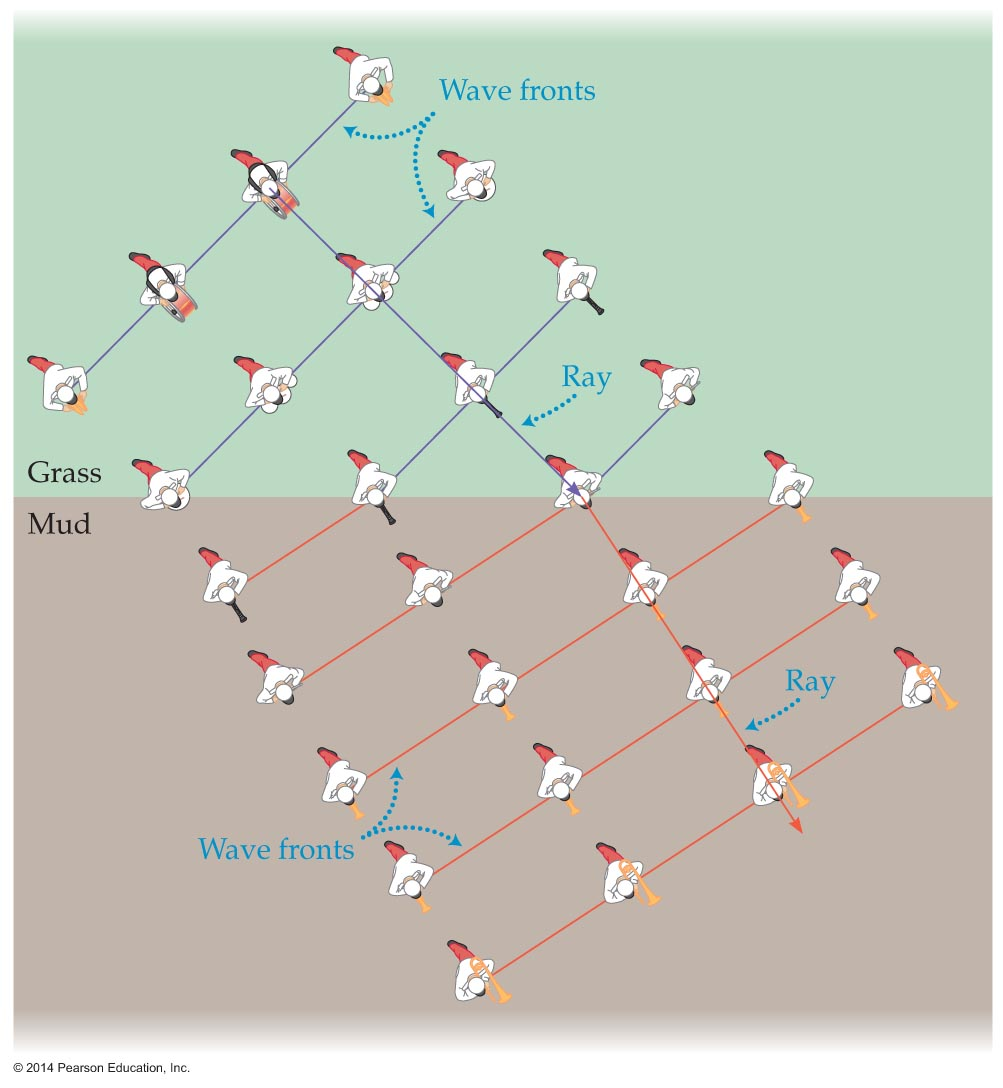 Wave fronts
Ray
Grass
Mud
Ray
Wave fronts
© 2014 Pearson Education, Inc.